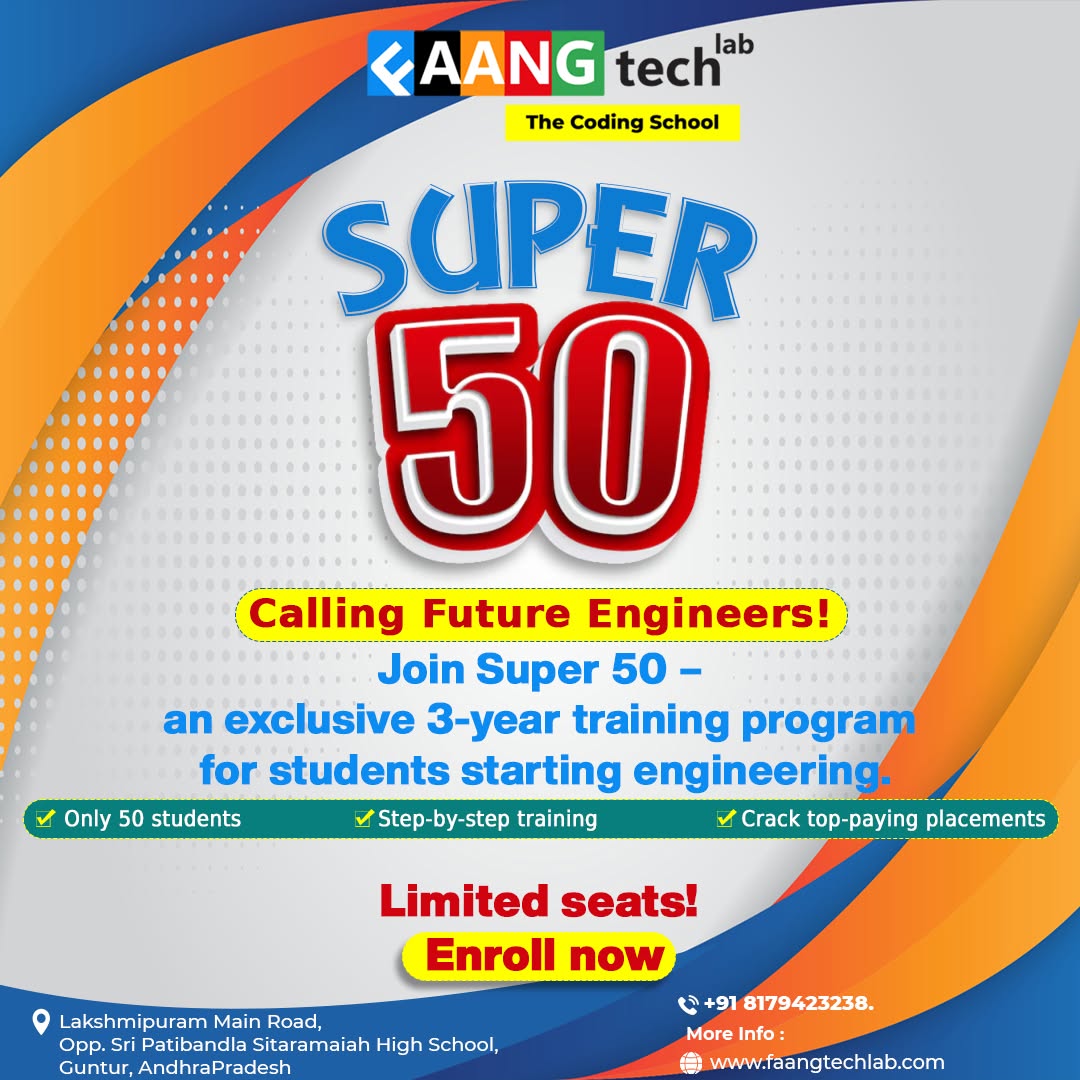 FAANG tech lab
The Coding School
SUPER
50
Calling Future Engineers!
Join Super 50 –
an exclusive 3-year training program
for students starting engineering.
Only 50 students
Step-by-step training
Crack top-paying placements
Limited seats!
Enroll now
Lakshmipuram Main Road,
Opp. Sri Patibandla Sitaramaiah High School,
Guntur, AndhraPradesh
+91 8179423238.
More Info :
www.faangtechlab.com